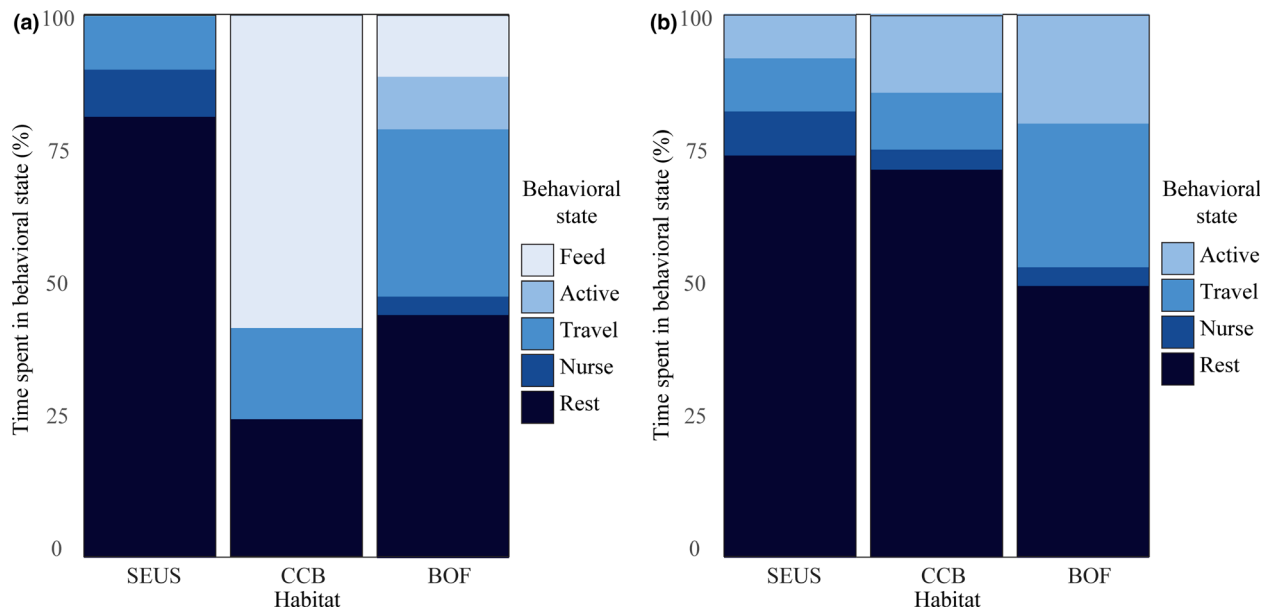 (a)
Time spent in behavioral state (%)
100
75
50
25
0
SEUS CCB BOF
Habitat
Behavioral
state
Feed
Active
Travel
Nurse
Rest
(b)
Time spent in behavioral state (%)
100
75
50
25
0
SEUS CCB BOF
Habitat
Behavioral
state
Active
Travel
Nurse
Rest